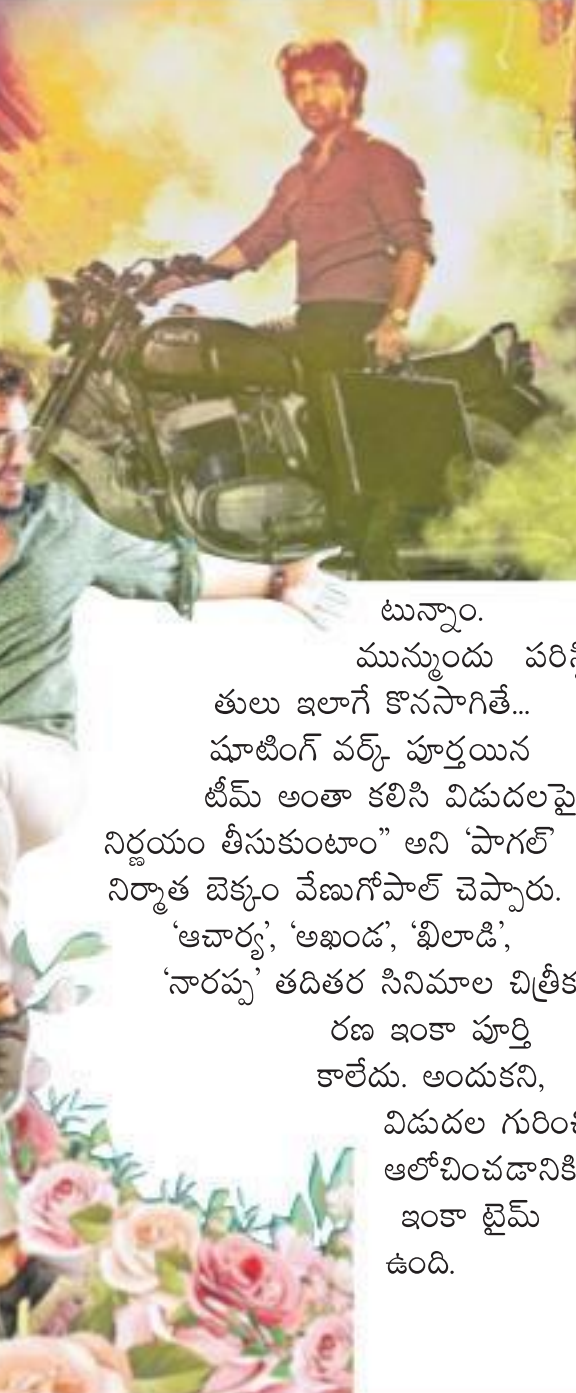 టున్నాం.
మున్ముందు పరిస్థి
తులు ఇలాగే కొనసాగితే...
షూటింగ్ వర్క్ పూర్తయిన
టీమ్ అంతా కలిసి విడుదలపై
నిర్ణయం తీసుకుంటాం” అని ‘పాగల్’
నిర్మాత బెక్కం వేణుగోపాల్ చెప్పారు.
‘ఆచార్య’, ‘అఖండ’, ‘ఖిలాడి’,
‘నారప్ప’ తదితర సినిమాల చిత్రీక
రణ ఇంకా పూర్తి
కాలేదు. అందుకని,
విడుదల గురించి
ఆలోచించడానికి
ఇంకా టైమ్
ఉంది.